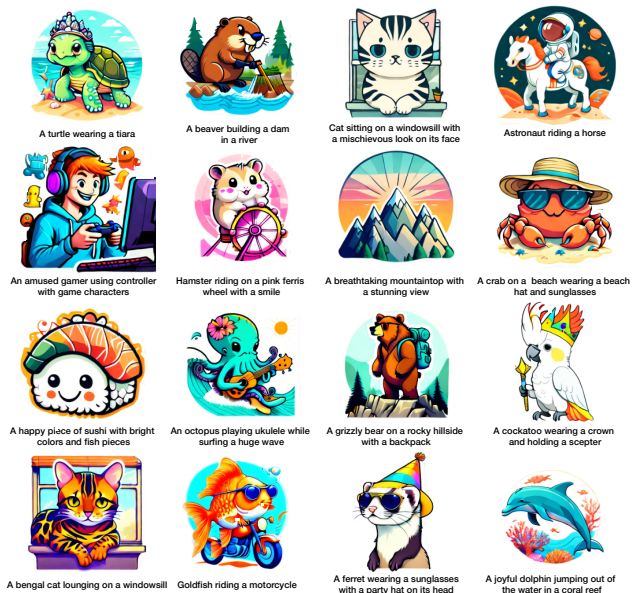 A turtle wearing a tiara
A beaver building a dam
in a river
Cat sitting on a windowsill with
a mischievous look on its face
Astronaut riding a horse
An amused gamer using controller
with game characters
Hamster riding on a pink ferris
wheel with a smile
A breathtaking mountaintop with
a stunning view
A crab on a beach wearing a beach
hat and sunglasses
A happy piece of sushi with bright
colors and fish pieces
An octopus playing ukulele while
surfing a huge wave
A grizzly bear on a rocky hillside
with a backpack
A cockatoo wearing a crown
and holding a scepter
A bengal cat lounging on a windowsill
Goldfish riding a motorcycle
A ferret wearing a sunglasses
with a party hat on its head
A joyful dolphin jumping out of
the water in a coral reef